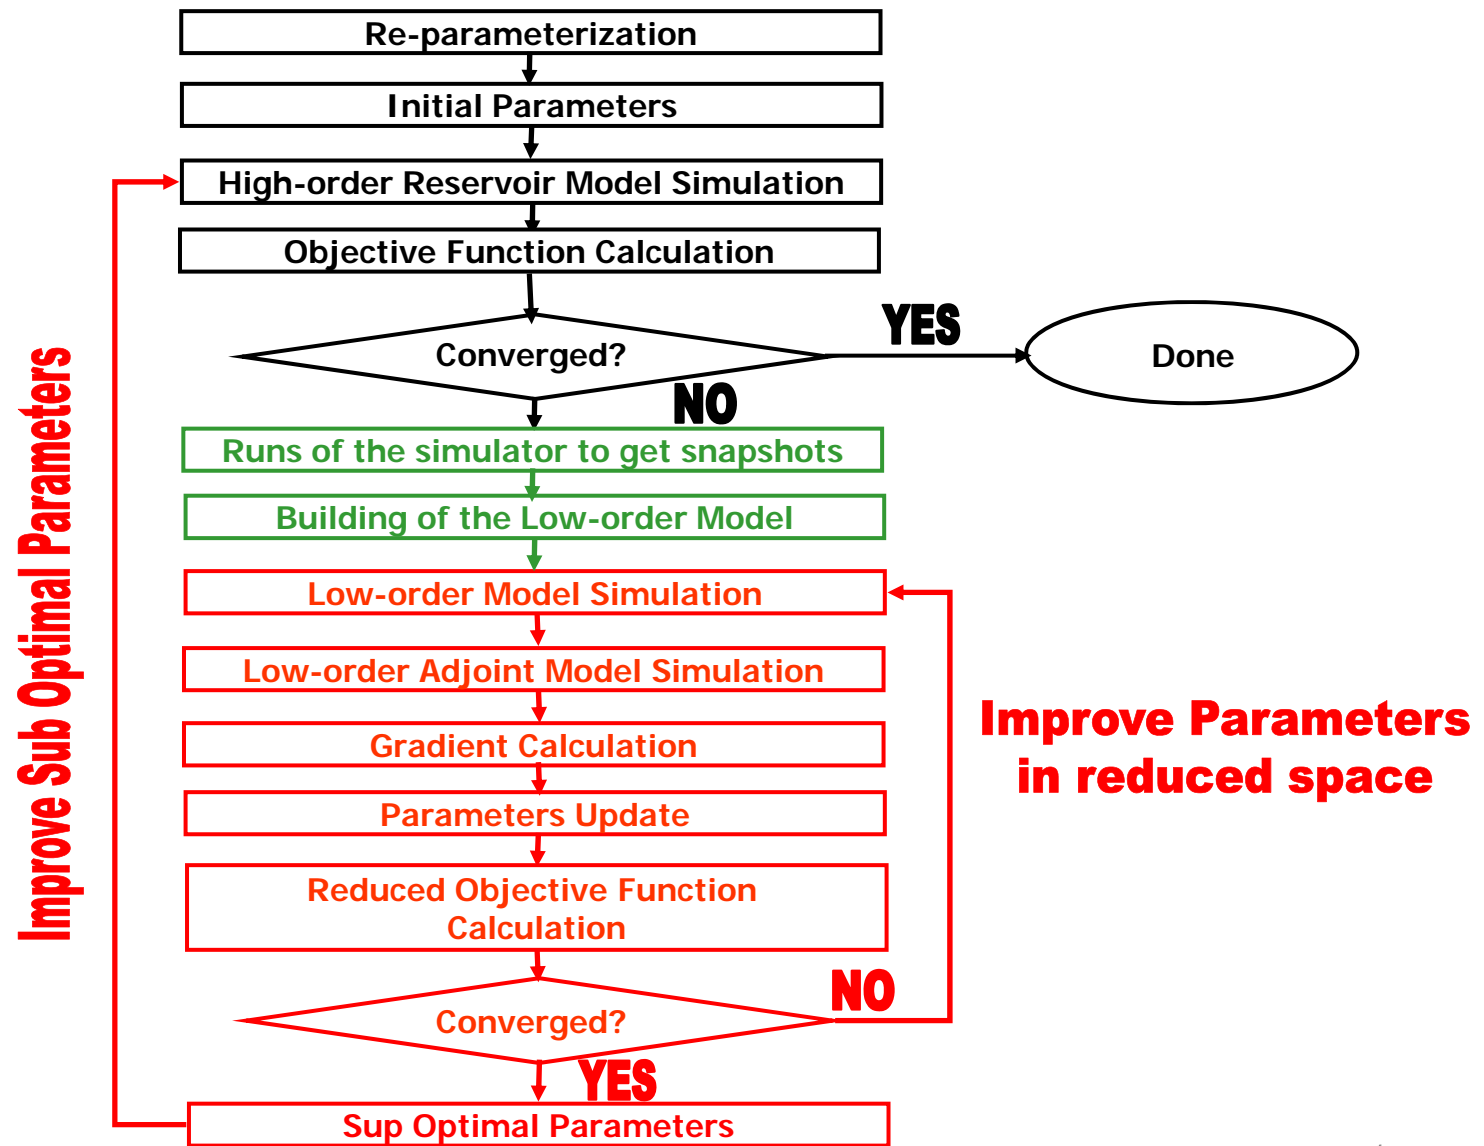 Re-parameterization
Initial Parameters
High-order Reservoir Model Simulation
Objective Function Calculation
Converged?
YES
Done
NO
Runs of the simulator to get snapshots
Building of the Low-order Model
Low-order Model Simulation
Low-order Adjoint Model Simulation
Gradient Calculation
Parameters Update
Reduced Objective Function
Calculation
Converged?
NO
YES
Sup Optimal Parameters
Improve Sub Optimal Parameters
Improve Parameters
in reduced space